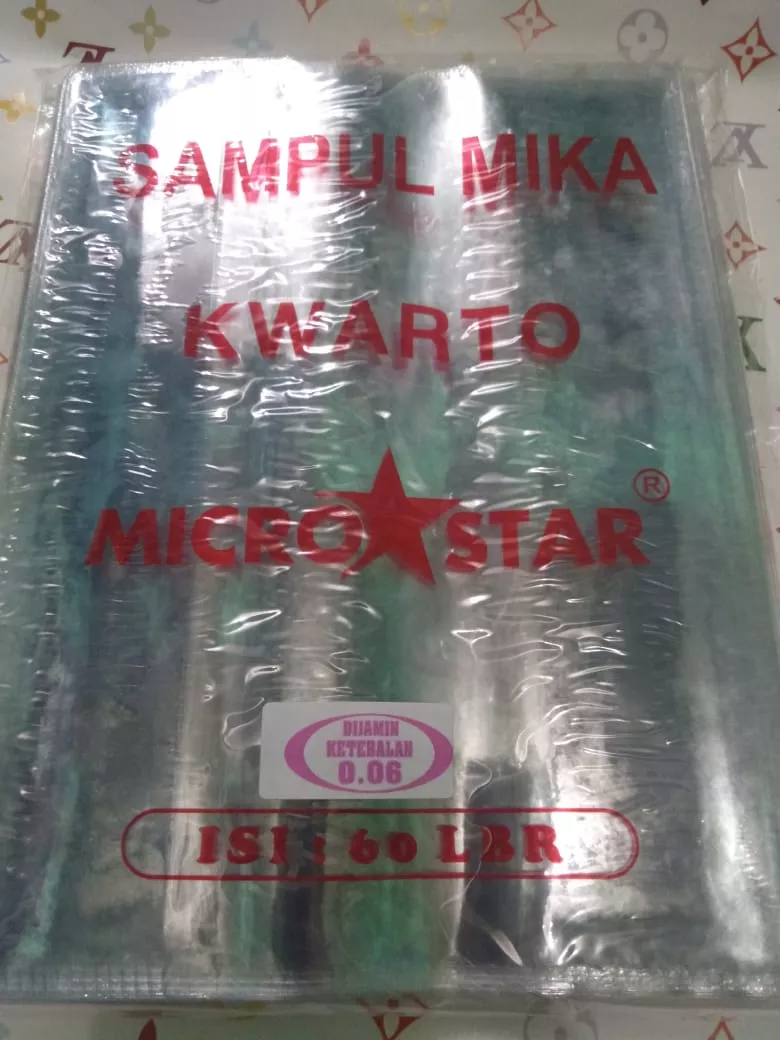 SAMPUL MIKA
KWARTO
MICRO STAR ®
DIJAMIN
KETEBALAN
0.06
ISI : 60 LBR